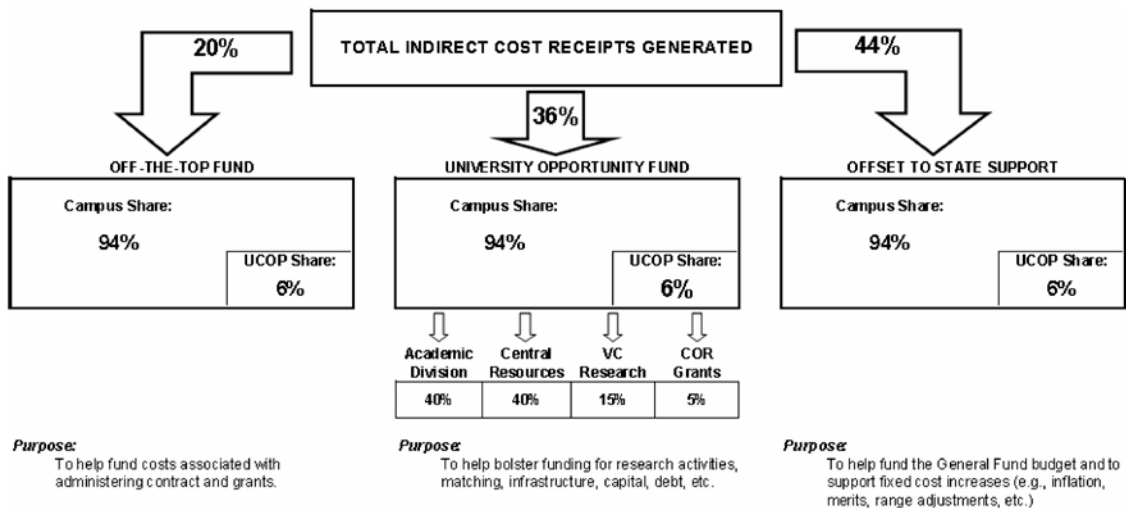 TOTAL INDIRECT COST RECEIPTS GENERATED
20%
36%
44%
OFF-THE-TOP FUND
Campus Share:
94%
UCOP Share:
6%
UNIVERSITY OPPORTUNITY FUND
Campus Share:
94%
UCOP Share:
6%
OFFSET TO STATE SUPPORT
Campus Share:
94%
UCOP Share:
6%
Academic
Division
40%
Central
Resources
40%
VC
Research
15%
COR
Grants
5%
Purpose:
To help fund costs associated with
administering contract and grants.
Purpose:
To help bolster funding for research activities,
matching, infrastructure, capital, debt, etc.
Purpose:
To help fund the General Fund budget and to
support fixed cost increases (e.g., inflation,
merits, range adjustments, etc.)